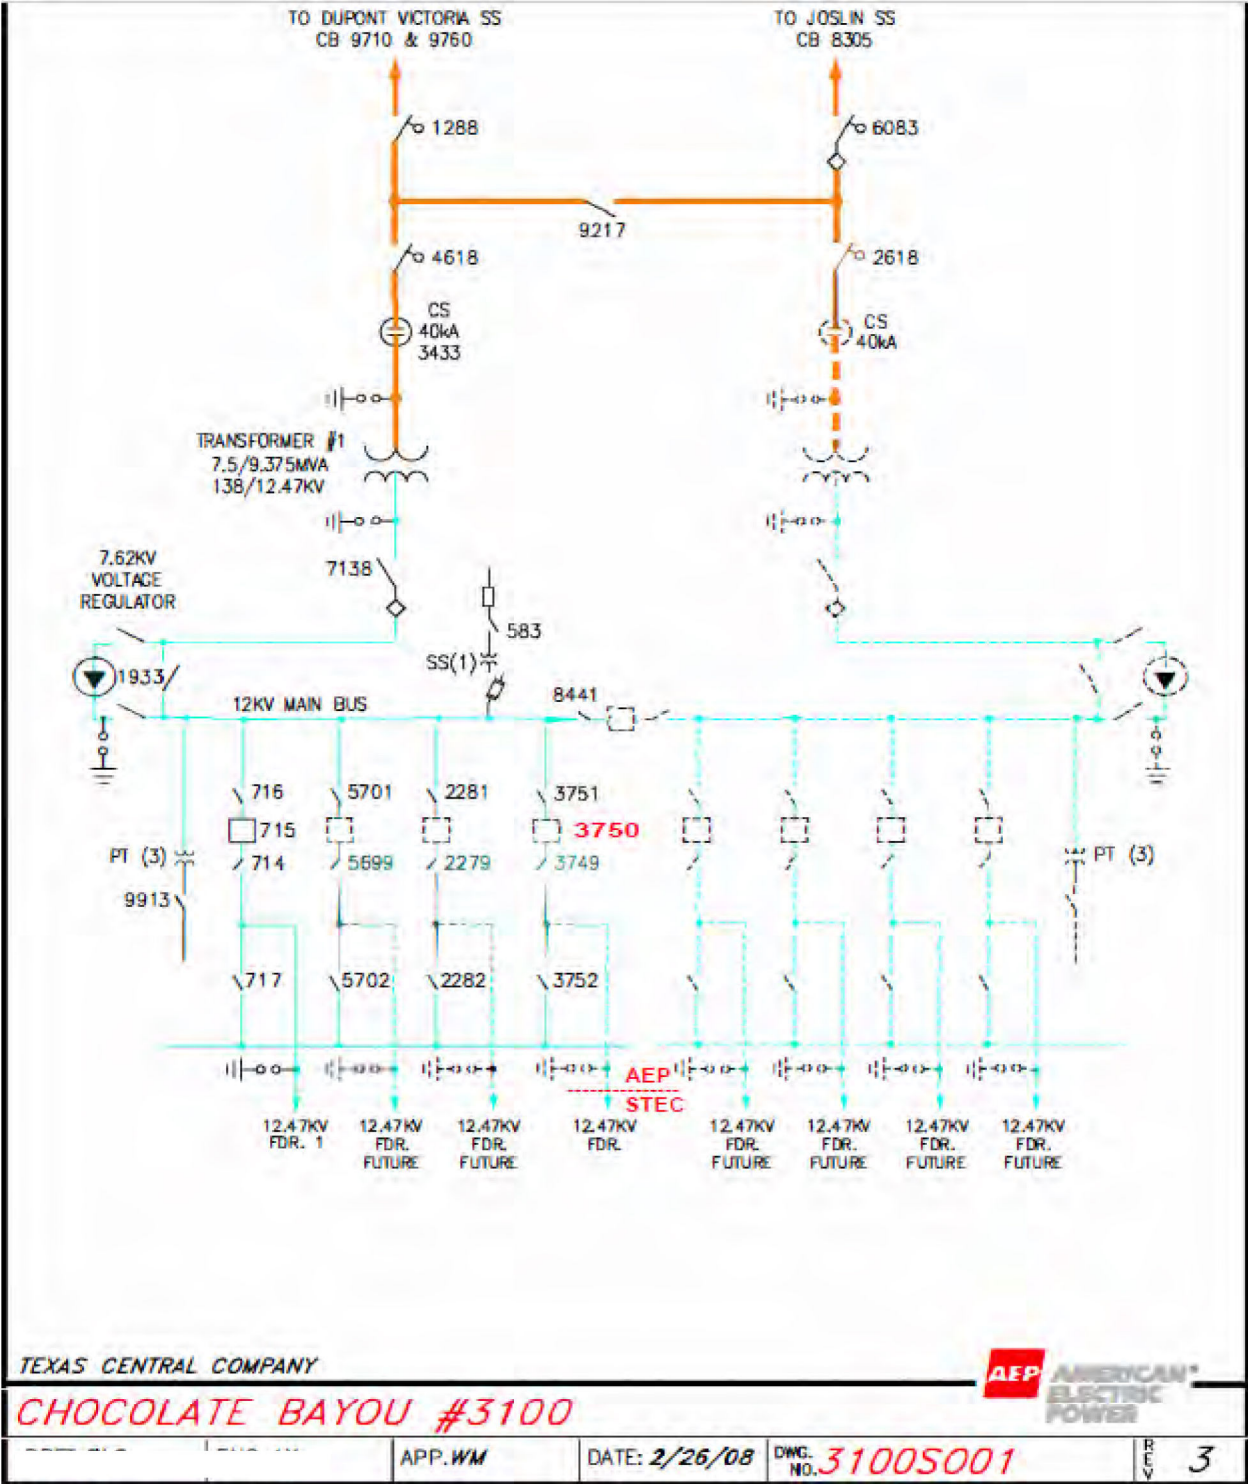 TO DUPONT VICTORIA SS
CB 9710 & 9760
TO JOSLIN SS
CB 8305
1288
6083
9217
4618
2618
CS
40kA
3433
CS
40kA
TRANSFORMER #1
7.5/9.375MVA
138/12.47KV
7138
7.62KV
VOLTAGE
REGULATOR
583
SS(1)
1933
12KV MAIN BUS
8441
716
5701
2281
3751
715
3750
714
5699
2279
3749
PT (3)
PT (3)
9913
717
5702
2282
3752
AEP
STEC
12.47KV
FDR. 1
12.47KV
FDR.
FUTURE
12.47KV
FDR.
FUTURE
12.47KV
FDR.
12.47KV
FDR.
FUTURE
12.47KV
FDR.
FUTURE
12.47KV
FDR.
FUTURE
12.47KV
FDR.
FUTURE
TEXAS CENTRAL COMPANY
AEP AMERICAN®
ELECTRIC
POWER
CHOCOLATE BAYOU #3100
APP. WM
DATE: 2/26/08
DWG.
NO. 3100S001
REV 3